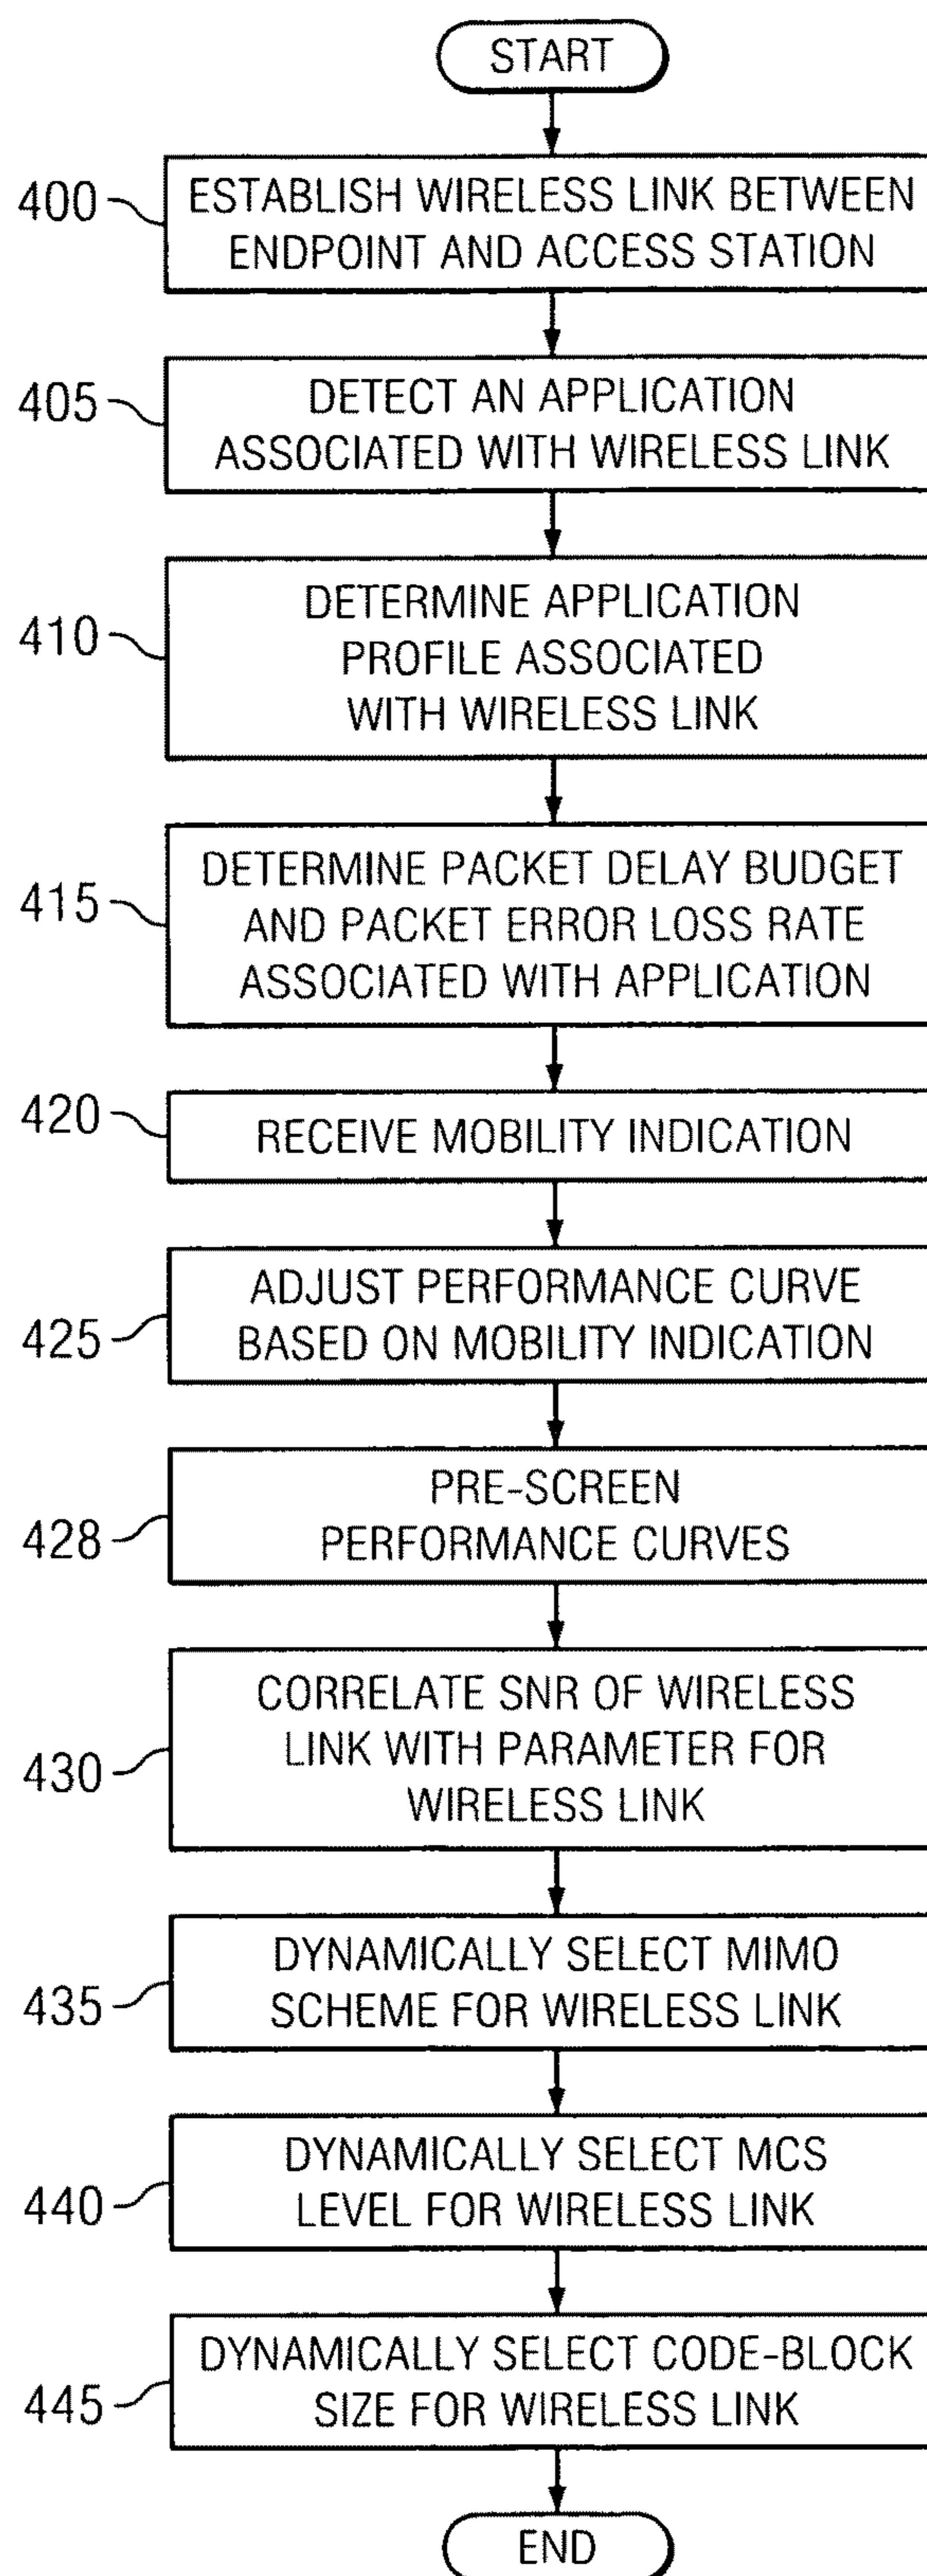 START
400
ESTABLISH WIRELESS LINK BETWEEN
ENDPOINT AND ACCESS STATION
405
DETECT AN APPLICATION
ASSOCIATED WITH WIRELESS LINK
410
DETERMINE APPLICATION
PROFILE ASSOCIATED
WITH WIRELESS LINK
415
DETERMINE PACKET DELAY BUDGET
AND PACKET ERROR LOSS RATE
ASSOCIATED WITH APPLICATION
420
RECEIVE MOBILITY INDICATION
425
ADJUST PERFORMANCE CURVE
BASED ON MOBILITY INDICATION
428
PRE-SCREEN
PERFORMANCE CURVES
430
CORRELATE SNR OF WIRELESS
LINK WITH PARAMETER FOR
WIRELESS LINK
435
DYNAMICALLY SELECT MIMO
SCHEME FOR WIRELESS LINK
440
DYNAMICALLY SELECT MCS
LEVEL FOR WIRELESS LINK
445
DYNAMICALLY SELECT CODE-BLOCK
SIZE FOR WIRELESS LINK
END